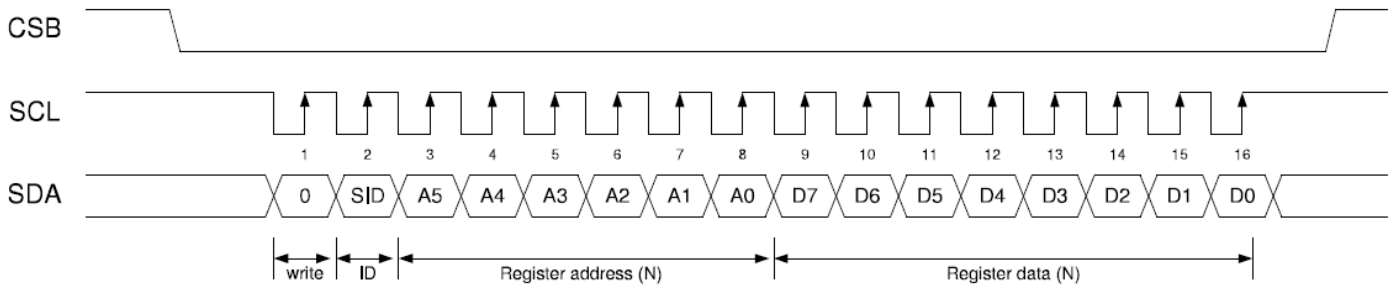 CSB
SCL
1 2 3 4 5 6 7 8 9 10 11 12 13 14 15 16
SDA 0 SID A5 A4 A3 A2 A1 A0 D7 D6 D5 D4 D3 D2 D1 D0
write ID Register address (N) Register data (N)